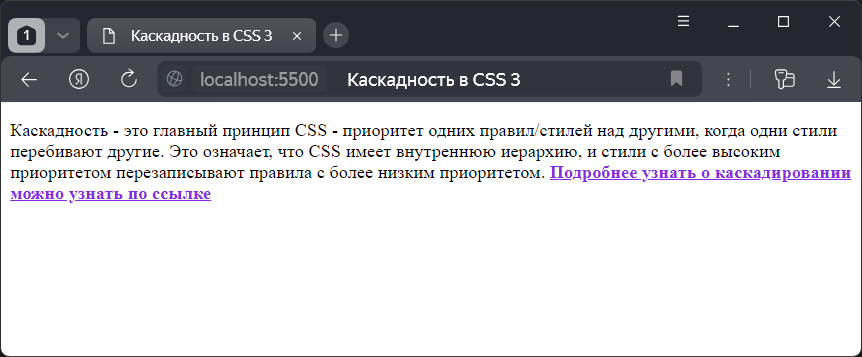 1
Каскадность в CSS 3
localhost:5500 Каскадность в CSS 3
Каскадность - это главный принцип CSS - приоритет одних правил/стилей над другими, когда одни стили
перебивают другие. Это означает, что CSS имеет внутреннюю иерархию, и стили с более высоким
приоритетом перезаписывают правила с более низким приоритетом. Подробнее узнать о каскадировании
можно узнать по ссылке